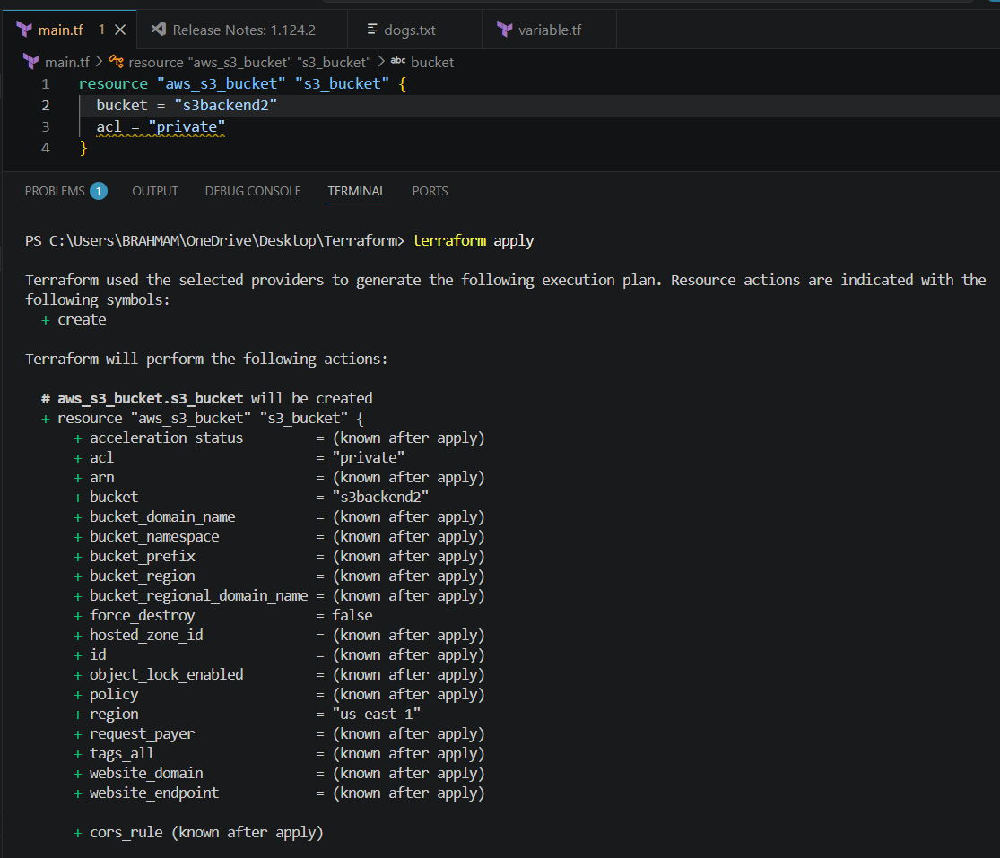 main.tf 1 Release Notes: 1.124.2 dogs.txt variable.tf
main.tf > resource "aws_s3_bucket" "s3_bucket" > abc bucket
1 resource "aws_s3_bucket" "s3_bucket" {
2 bucket = "s3backend2"
3 acl = "private"
4 }
PROBLEMS 1 OUTPUT DEBUG CONSOLE TERMINAL PORTS
PS C:\Users\BRAHMAM\OneDrive\Desktop\Terraform> terraform apply
Terraform used the selected providers to generate the following execution plan. Resource actions are indicated with the
following symbols:
+ create
Terraform will perform the following actions:
# aws_s3_bucket.s3_bucket will be created
+ resource "aws_s3_bucket" "s3_bucket" {
+ acceleration_status = (known after apply)
+ acl = "private"
+ arn = (known after apply)
+ bucket = "s3backend2"
+ bucket_domain_name = (known after apply)
+ bucket_namespace = (known after apply)
+ bucket_prefix = (known after apply)
+ bucket_region = (known after apply)
+ bucket_regional_domain_name = (known after apply)
+ force_destroy = false
+ hosted_zone_id = (known after apply)
+ id = (known after apply)
+ object_lock_enabled = (known after apply)
+ policy = (known after apply)
+ region = "us-east-1"
+ request_payer = (known after apply)
+ tags_all = (known after apply)
+ website_domain = (known after apply)
+ website_endpoint = (known after apply)
+ cors_rule (known after apply)